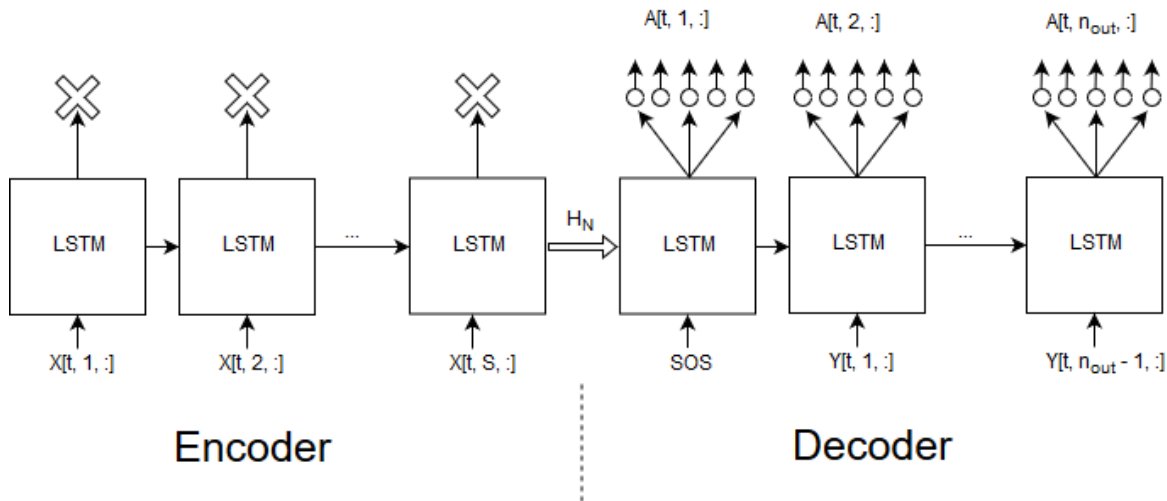 A[t, 1, :] A[t, 2, :] A[t, n_out, :]
LSTM LSTM ... LSTM H_N LSTM LSTM ... LSTM
X[t, 1, :] X[t, 2, :] X[t, S, :] SOS Y[t, 1, :] Y[t, n_out - 1, :]
Encoder Decoder